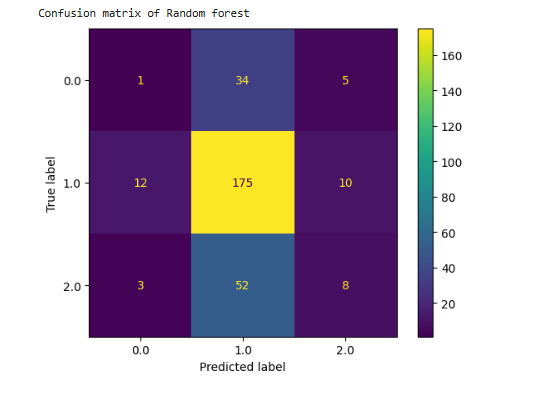 Confusion matrix of Random forest
0.0 1 34 5
1.0 12 175 10
2.0 3 52 8
0.0 1.0 2.0
Predicted label
True label
160
140
120
100
80
60
40
20